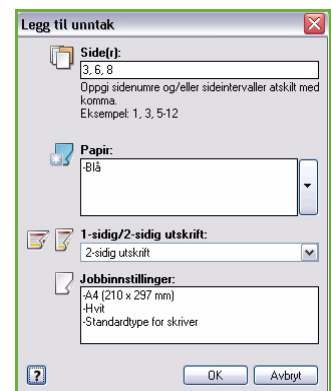 Legg til unntak
Side(r):
3, 6, 8
Oppgi sidenumre og/eller sideintervaller atskilt med
komma.
Eksempel: 1, 3, 5-12
Papir:
-Blå
1-sidig/2-sidig utskrift:
2-sidig utskrift
Jobbinnstillinger:
-A4 (210 x 297 mm)
-Hvit
-Standardtype for skriver
?
OK Avbryt